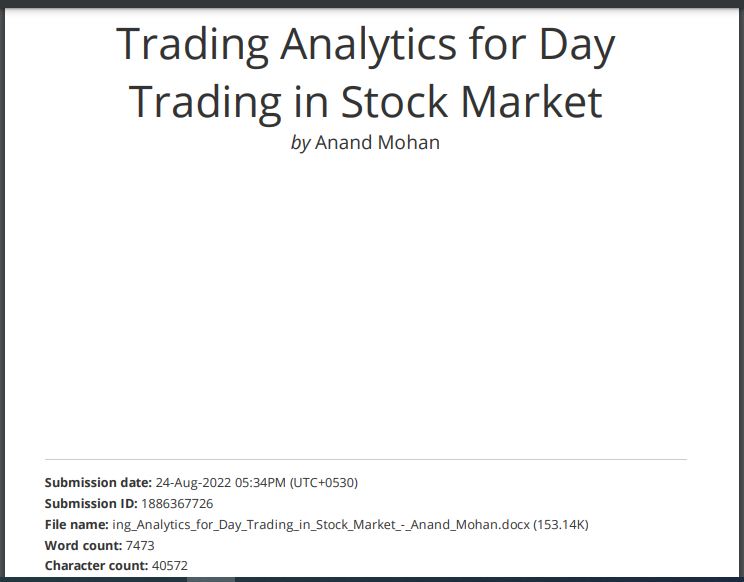 Trading Analytics for Day
Trading in Stock Market
by Anand Mohan
Submission date: 24-Aug-2022 05:34PM (UTC+0530)
Submission ID: 1886367726
File name: ing_Analytics_for_Day_Trading_in_Stock_Market_-_Anand_Mohan.docx (153.14K)
Word count: 7473
Character count: 40572